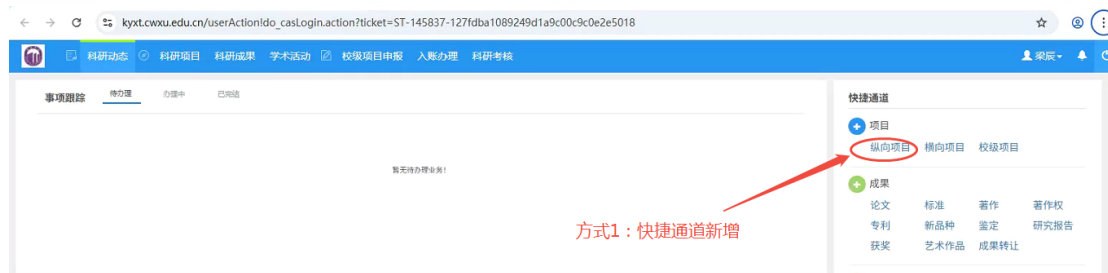 kyxt.cwxu.edu.cn/userAction!do_casLogin.action?ticket=ST-145837-127fdba1089249d1a9c00c9c0e2e5018
科研动态 科研项目 科研成果 学术活动 校级项目申报 入账办理 科研考核 梁辰
事项跟踪 待办理 办理中 已完结
暂无待办理业务!
快捷通道
项目
纵向项目 横向项目 校级项目
成果
论文 标准 著作 著作权
专利 新品种 鉴定 研究报告
获奖 艺术作品 成果转让
方式1：快捷通道新增